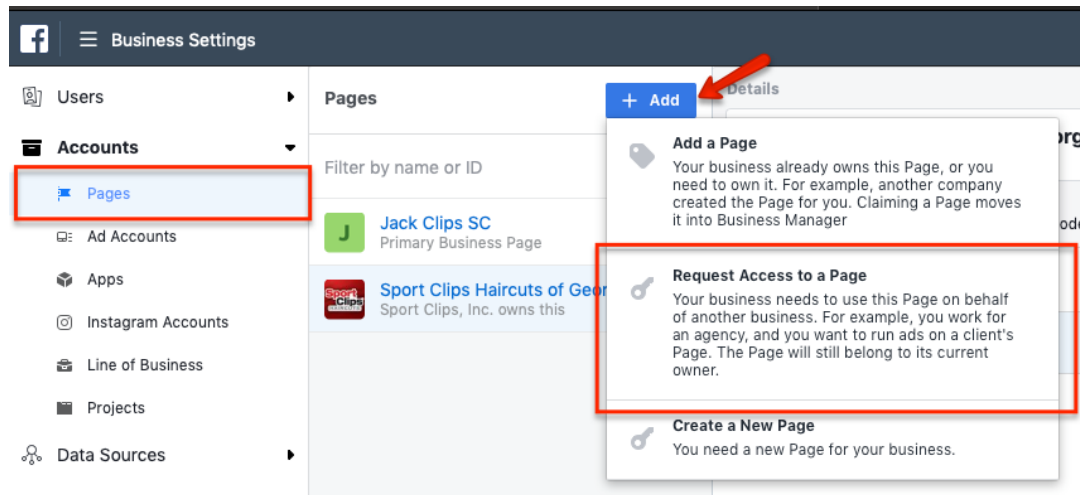 Business Settings
Users
Accounts
Pages
Ad Accounts
Apps
Instagram Accounts
Line of Business
Projects
Data Sources
Pages
+ Add
Filter by name or ID
J
Jack Clips SC
Primary Business Page
Sport Clips
HAIRCUTS
Sport Clips Haircuts of Geor
Sport Clips, Inc. owns this
Details
Add a Page
Your business already owns this Page, or you
need to own it. For example, another company
created the Page for you. Claiming a Page moves
it into Business Manager
Request Access to a Page
Your business needs to use this Page on behalf
of another business. For example, you work for
an agency, and you want to run ads on a client's
Page. The Page will still belong to its current
owner.
Create a New Page
You need a new Page for your business.